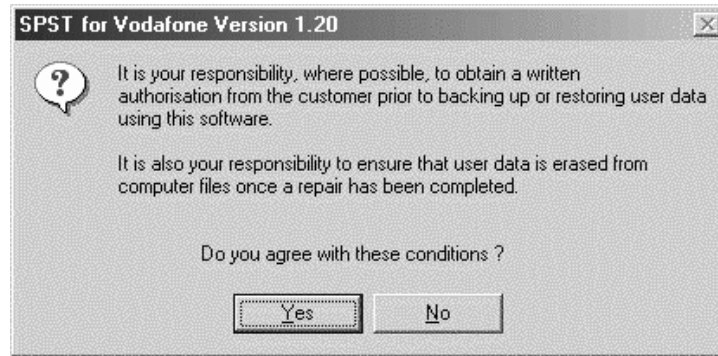 SPST for Vodafone Version 1.20
It is your responsibility, where possible, to obtain a written
authorisation from the customer prior to backing up or restoring user data
using this software.
It is also your responsibility to ensure that user data is erased from
computer files once a repair has been completed.
Do you agree with these conditions ?
Yes No